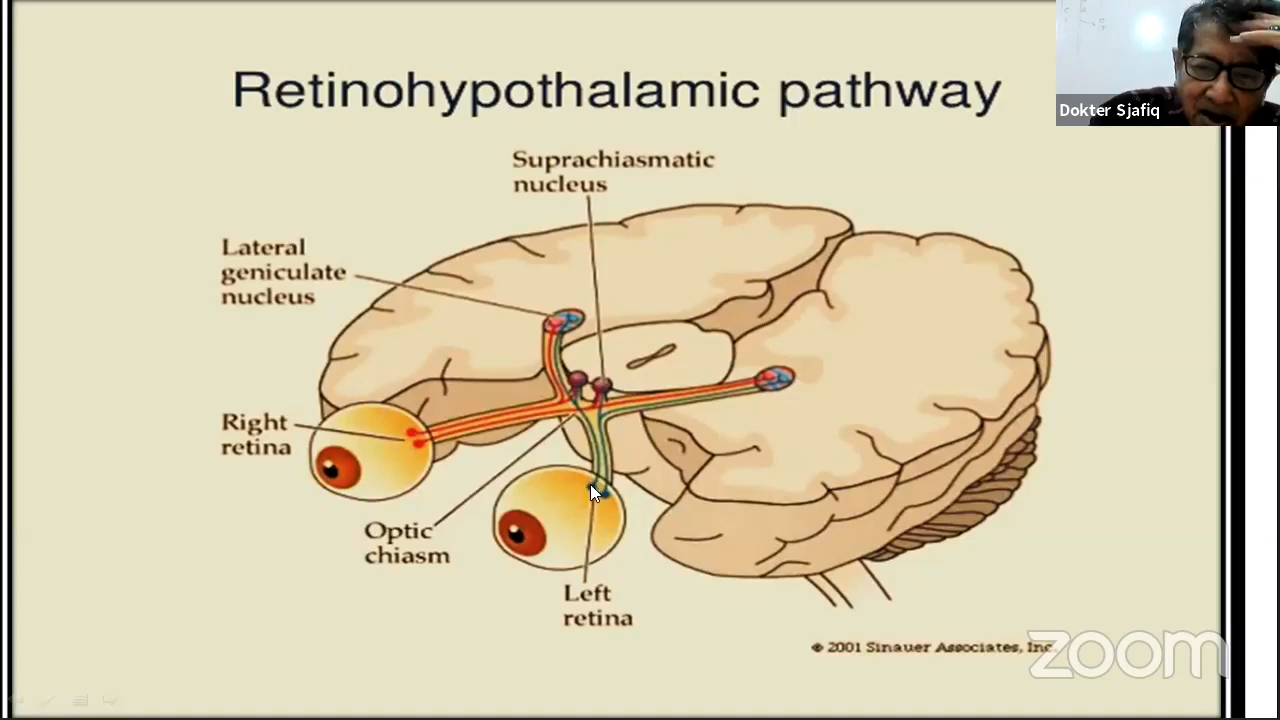 Retinohypothalamic pathway
Dokter Sjafiq
Suprachiasmatic
nucleus
Lateral
geniculate
nucleus
Right
retina
Optic
chiasm
Left
retina
© 2001 Sinauer Associates, Inc.
zoom